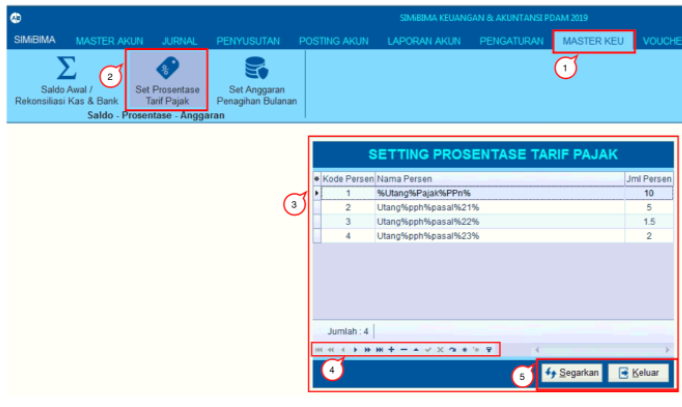 SIMiBIMA KEUANGAN & AKUNTANSI PDAM 2019
SIMiBIMA MASTER AKUN JURNAL PENYUSUTAN POSTING AKUN LAPORAN AKUN PENGATURAN MASTER KEU VOUCHE
1
2
Saldo Awal / Rekonsiliasi Kas & Bank
Set Prosentase Tarif Pajak
Set Anggaran Penagihan Bulanan
Saldo - Prosentase - Anggaran
SETTING PROSENTASE TARIF PAJAK
Kode Persen Nama Persen Jml Persen
1 %Utang%Pajak%PPn% 10
3
2 Utang%pph%pasal%21% 5
3 Utang%pph%pasal%22% 1.5
4 Utang%pph%pasal%23% 2
Jumlah : 4
4
5
Segarkan Keluar